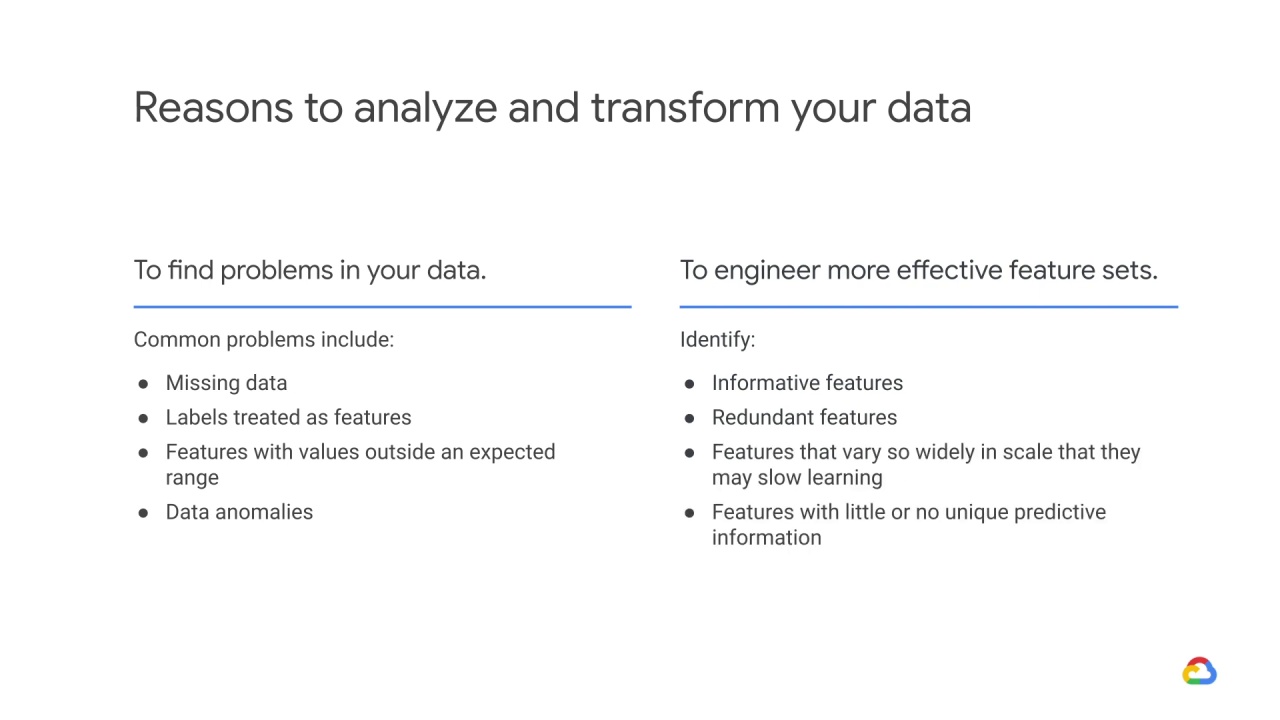 Reasons to analyze and transform your data
To find problems in your data.
Common problems include:
● Missing data
● Labels treated as features
● Features with values outside an expected
range
● Data anomalies
To engineer more effective feature sets.
Identify:
● Informative features
● Redundant features
● Features that vary so widely in scale that they
may slow learning
● Features with little or no unique predictive
information